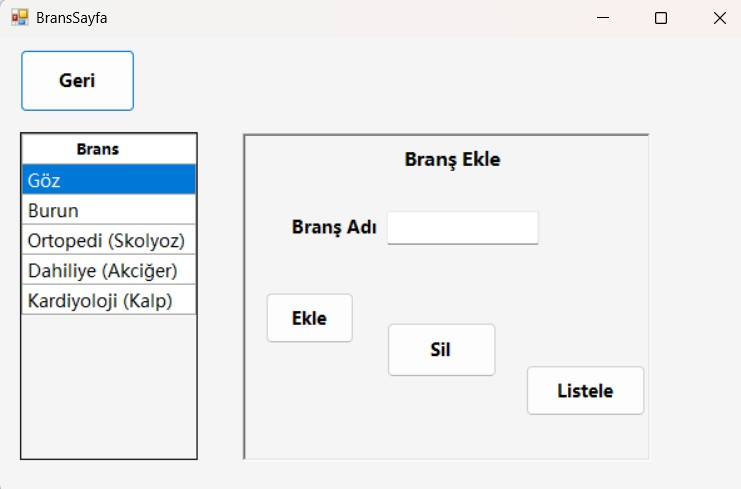 BransSayfa
Geri
Brans
Göz
Burun
Ortopedi (Skolyoz)
Dahiliye (Akciğer)
Kardiyoloji (Kalp)
Branş Ekle
Branş Adı
Ekle
Sil
Listele